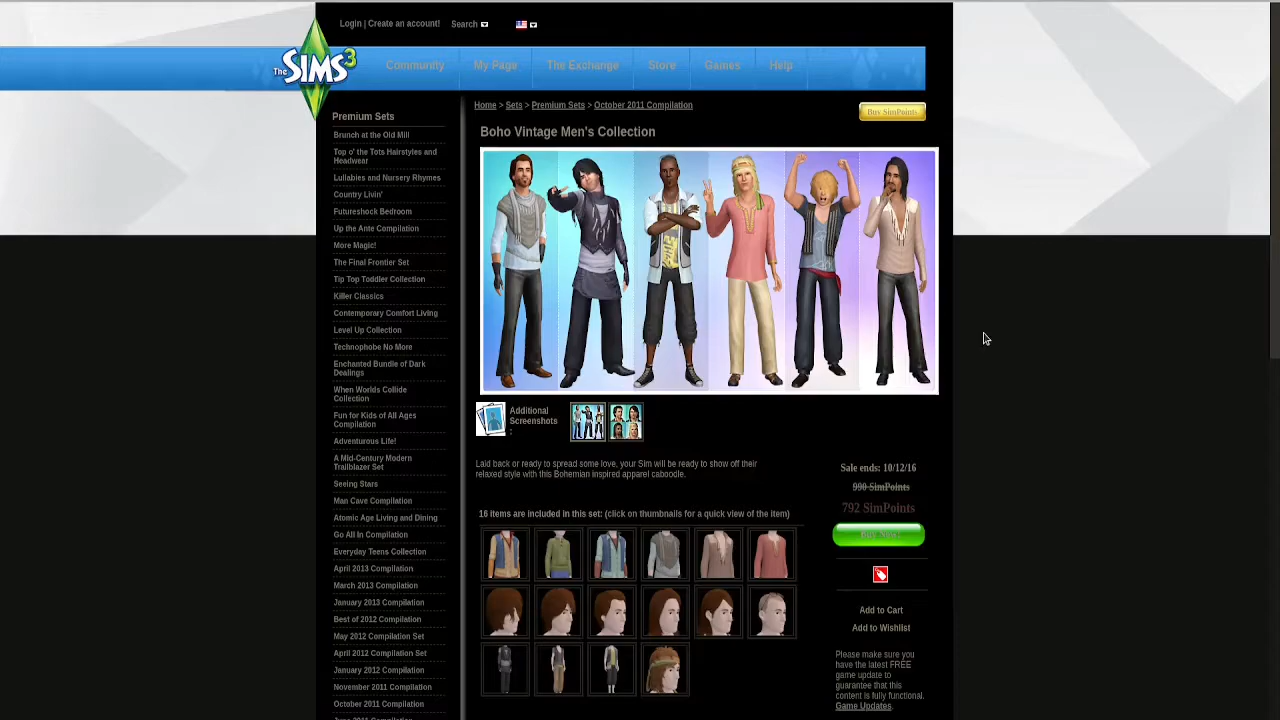 Login | Create an account!
Search
The SIMS 3
Community
My Page
The Exchange
Store
Games
Help
Home > Sets > Premium Sets > October 2011 Compilation
Buy SimPoints
Premium Sets
Brunch at the Old Mill
Top o' the Tots Hairstyles and
Headwear
Lullabies and Nursery Rhymes
Country Livin'
Futureshock Bedroom
Up the Ante Compilation
More Magic!
The Final Frontier Set
Tip Top Toddler Collection
Killer Classics
Contemporary Comfort Living
Level Up Collection
Technophobe No More
Enchanted Bundle of Dark
Dealings
When Worlds Collide
Collection
Fun for Kids of All Ages
Compilation
Adventurous Life!
A Mid-Century Modern
Trailblazer Set
Seeing Stars
Man Cave Compilation
Atomic Age Living and Dining
Go All In Compilation
Everyday Teens Collection
April 2013 Compilation
March 2013 Compilation
January 2013 Compilation
Best of 2012 Compilation
May 2012 Compilation Set
April 2012 Compilation Set
January 2012 Compilation
November 2011 Compilation
October 2011 Compilation
Boho Vintage Men's Collection
Additional
Screenshots
:
Laid back or ready to spread some love, your Sim will be ready to show off their
relaxed style with this Bohemian inspired apparel caboodle.
16 items are included in this set: (click on thumbnails for a quick view of the item)
Sale ends: 10/12/16
990 SimPoints
792 SimPoints
Buy Now!
Add to Cart
Add to Wishlist
Please make sure you
have the latest FREE
game update to
guarantee that this
content is fully functional.
Game Updates.